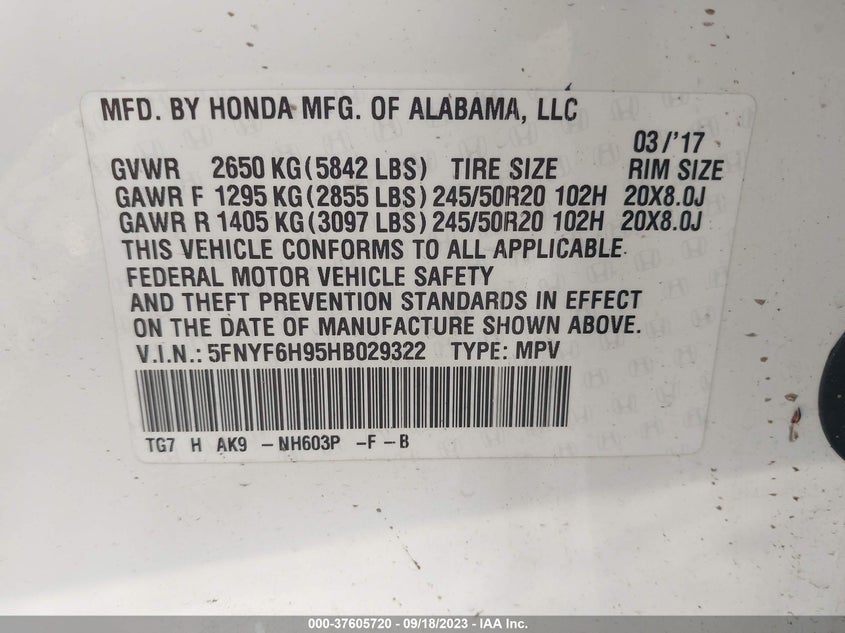 MFD. BY HONDA MFG. OF ALABAMA, LLC
03/'17
GVWR 2650 KG(5842 LBS) TIRE SIZE RIM SIZE
GAWR F 1295 KG(2855 LBS) 245/50R20 102H 20X8.0J
GAWR R 1405 KG(3097 LBS) 245/50R20 102H 20X8.0J
THIS VEHICLE CONFORMS TO ALL APPLICABLE
FEDERAL MOTOR VEHICLE SAFETY
AND THEFT PREVENTION STANDARDS IN EFFECT
ON THE DATE OF MANUFACTURE SHOWN ABOVE.
V.I.N.: 5FNYF6H95HB029322 TYPE: MPV
TG7 H AK9 -NH603P -F -B
000-37605720 - 09/18/2023 - IAA Inc.